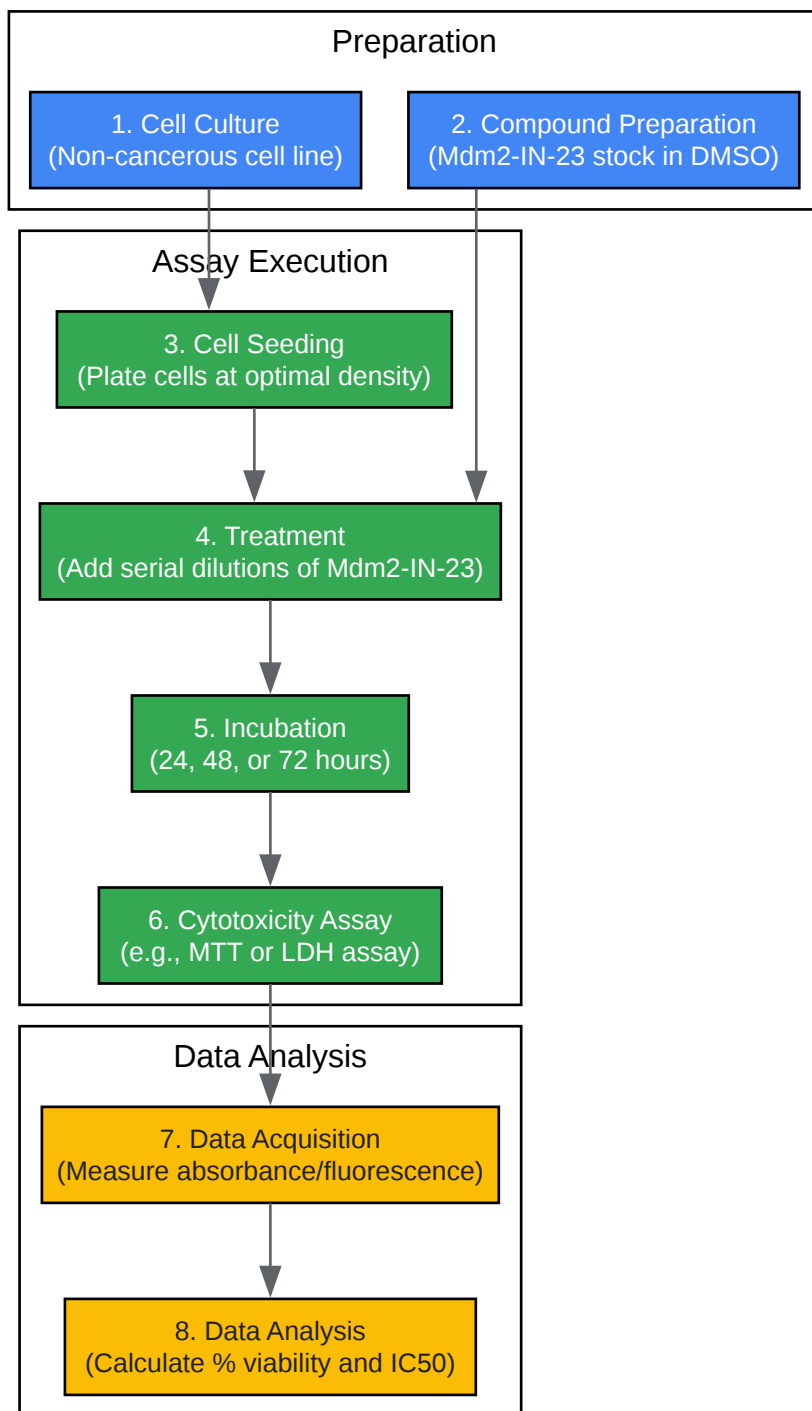 Preparation
1. Cell Culture
(Non-cancerous cell line)
2. Compound Preparation
(Mdm2-IN-23 stock in DMSO)
Assay Execution
3. Cell Seeding
(Plate cells at optimal density)
4. Treatment
(Add serial dilutions of Mdm2-IN-23)
5. Incubation
(24, 48, or 72 hours)
6. Cytotoxicity Assay
(e.g., MTT or LDH assay)
Data Analysis
7. Data Acquisition
(Measure absorbance/fluorescence)
8. Data Analysis
(Calculate % viability and IC50)